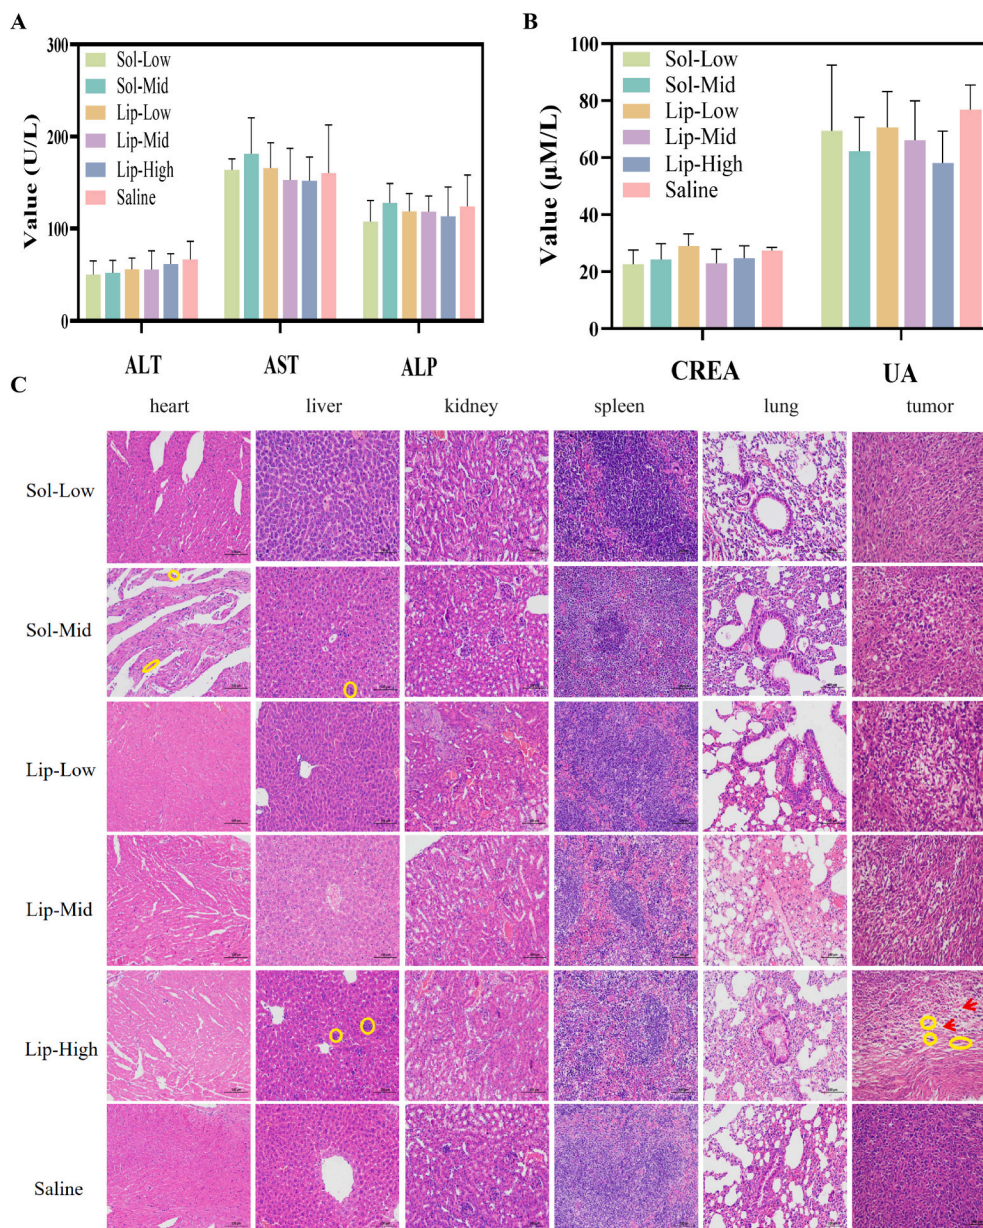 A
300
200
100
0
Value (U/L)
Sol-Low
Sol-Mid
Lip-Low
Lip-Mid
Lip-High
Saline
ALT
AST
ALP
B
100
80
60
40
20
0
Value (μM/L)
Sol-Low
Sol-Mid
Lip-Low
Lip-Mid
Lip-High
Saline
CREA
UA
C
heart
liver
kidney
spleen
lung
tumor
Sol-Low
Sol-Mid
Lip-Low
Lip-Mid
Lip-High
Saline